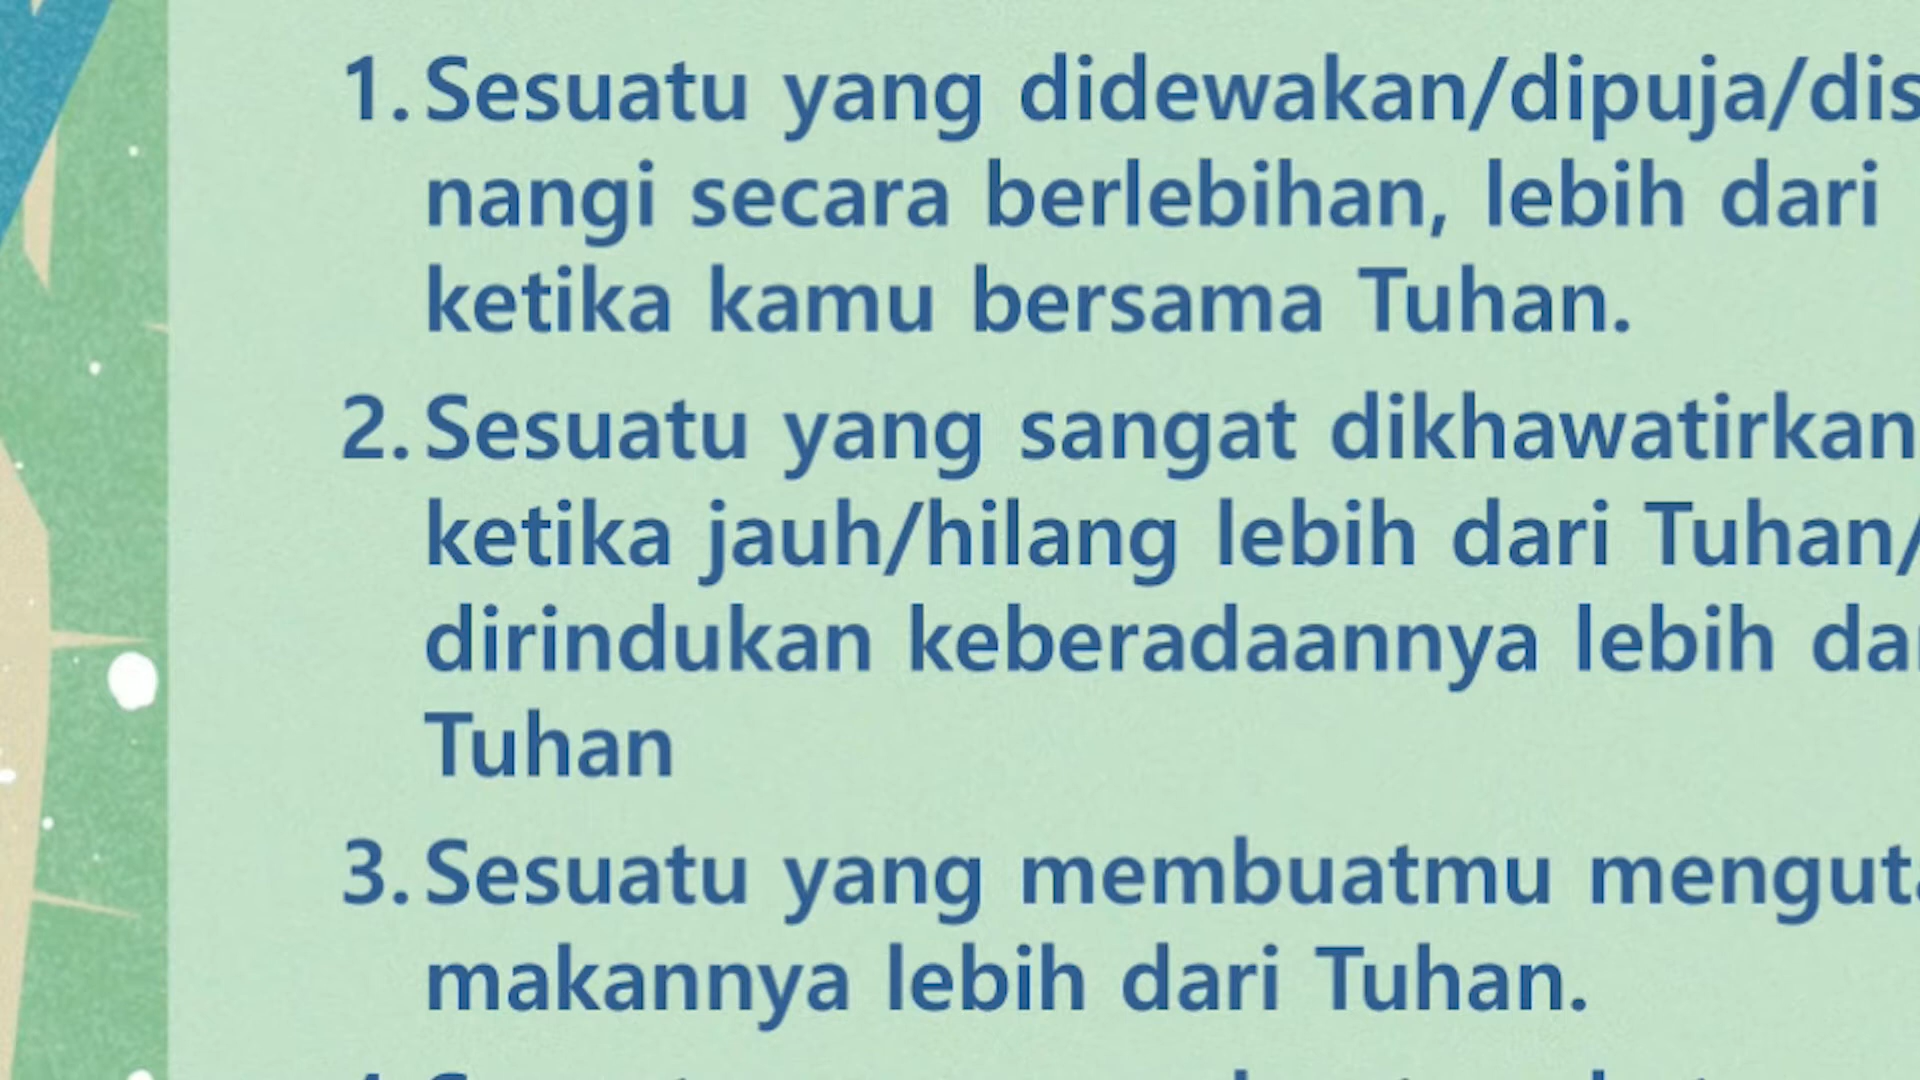 1. Sesuatu yang didewakan/dipuja/dis
nangi secara berlebihan, lebih dari
ketika kamu bersama Tuhan.
2. Sesuatu yang sangat dikhawatirkan
ketika jauh/hilang lebih dari Tuhan/
dirindukan keberadaannya lebih dar
Tuhan
3. Sesuatu yang membuatmu menguta
makannya lebih dari Tuhan.